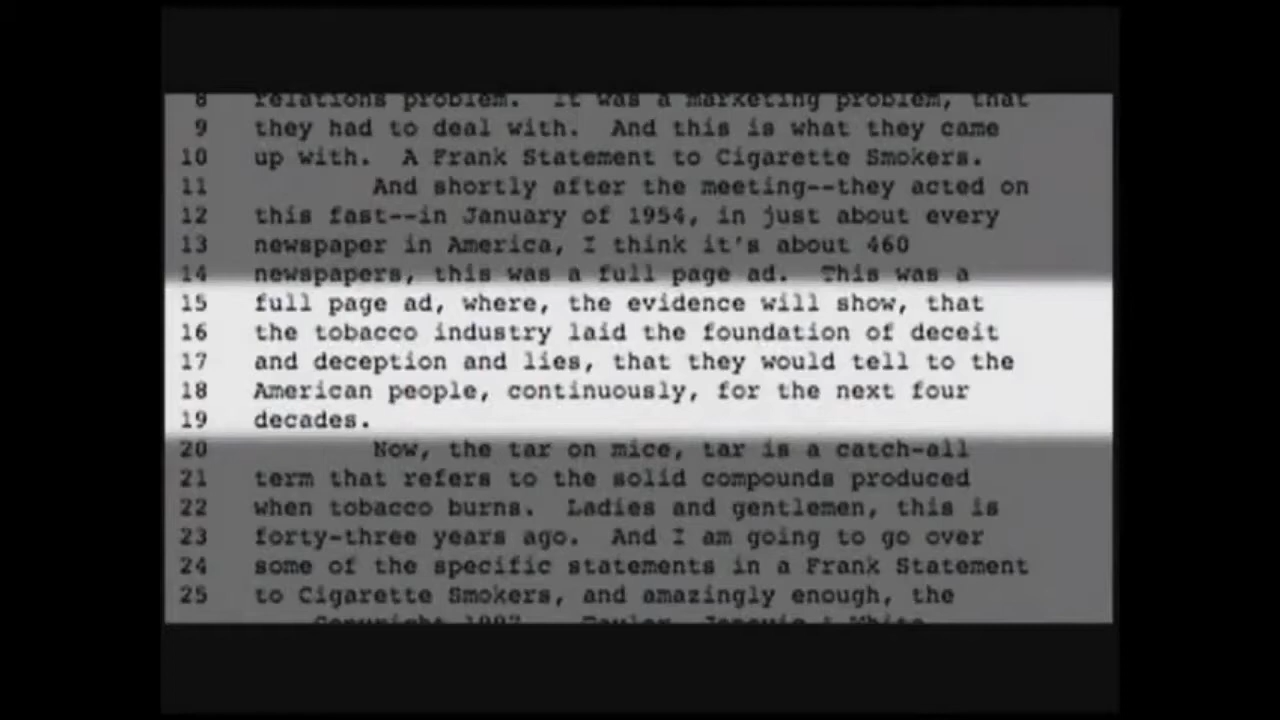 8 relations problem. It was a marketing problem, that
9 they had to deal with. And this is what they came
10 up with. A Frank Statement to Cigarette Smokers.
11 And shortly after the meeting--they acted on
12 this fast--in January of 1954, in just about every
13 newspaper in America, I think it's about 460
14 newspapers, this was a full page ad. This was a
15 full page ad, where, the evidence will show, that
16 the tobacco industry laid the foundation of deceit
17 and deception and lies, that they would tell to the
18 American people, continuously, for the next four
19 decades.
20 Now, the tar on mice, tar is a catch-all
21 term that refers to the solid compounds produced
22 when tobacco burns. Ladies and gentlemen, this is
23 forty-three years ago. And I am going to go over
24 some of the specific statements in a Frank Statement
25 to Cigarette Smokers, and amazingly enough, the
Copyright 1997 Taylor, & White